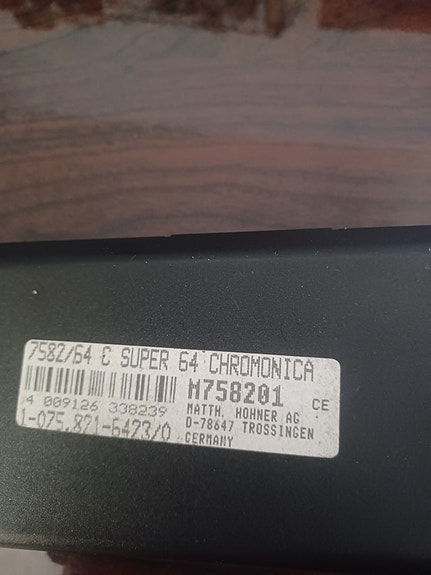 7582/64 C SUPER 64 CHROMONICA
M758201 CE
4 009126 338239
MATTH. HOHNER AG
D-78647 TROSSINGEN
GERMANY
1-075.821-6423/0